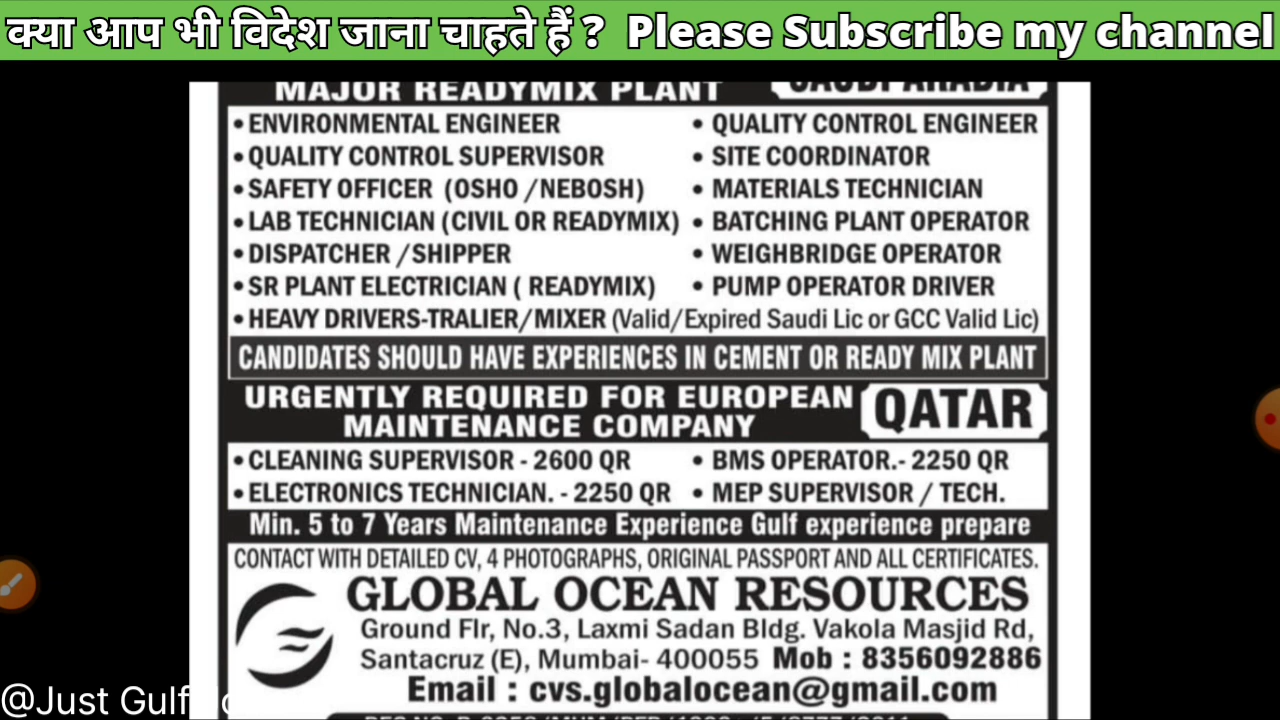 क्या आप भी विदेश जाना चाहते हैं ? Please Subscribe my channel
MAJOR READYMIX PLANT SAUDI ARABIA
• ENVIRONMENTAL ENGINEER • QUALITY CONTROL ENGINEER
• QUALITY CONTROL SUPERVISOR • SITE COORDINATOR
• SAFETY OFFICER (OSHO /NEBOSH) • MATERIALS TECHNICIAN
• LAB TECHNICIAN (CIVIL OR READYMIX) • BATCHING PLANT OPERATOR
• DISPATCHER /SHIPPER • WEIGHBRIDGE OPERATOR
• SR PLANT ELECTRICIAN ( READYMIX) • PUMP OPERATOR DRIVER
• HEAVY DRIVERS-TRALIER/MIXER (Valid/Expired Saudi Lic or GCC Valid Lic)
CANDIDATES SHOULD HAVE EXPERIENCES IN CEMENT OR READY MIX PLANT
URGENTLY REQUIRED FOR EUROPEAN
MAINTENANCE COMPANY
QATAR
• CLEANING SUPERVISOR - 2600 QR • BMS OPERATOR.- 2250 QR
• ELECTRONICS TECHNICIAN. - 2250 QR • MEP SUPERVISOR / TECH.
Min. 5 to 7 Years Maintenance Experience Gulf experience prepare
CONTACT WITH DETAILED CV, 4 PHOTOGRAPHS, ORIGINAL PASSPORT AND ALL CERTIFICATES.
GLOBAL OCEAN RESOURCES
Ground Flr, No.3, Laxmi Sadan Bldg. Vakola Masjid Rd,
Santacruz (E), Mumbai- 400055 Mob : 8356092886
Email : cvs.globalocean@gmail.com
@Just Gulf